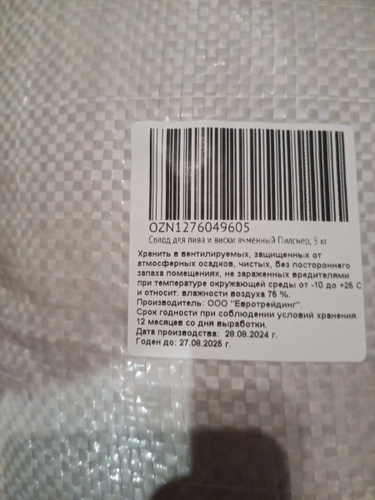 OZN1276049605
Солод для пива и виски ячменный Пилснер, 5 кг
Хранить в вентилируемых, защищенных от
атмосферных осадков, чистых, без постороннего
запаха помещениях, не зараженных вредителями
при температуре окружающей среды от -10 до +25 С
и относит. влажности воздуха 75 %.
Производитель: ООО "Евротрейдинг".
Срок годности при соблюдении условий хранения:
12 месяцев со дня выработки.
Дата производства: 28.08.2024 г.
Годен до: 27.08.2025 г.